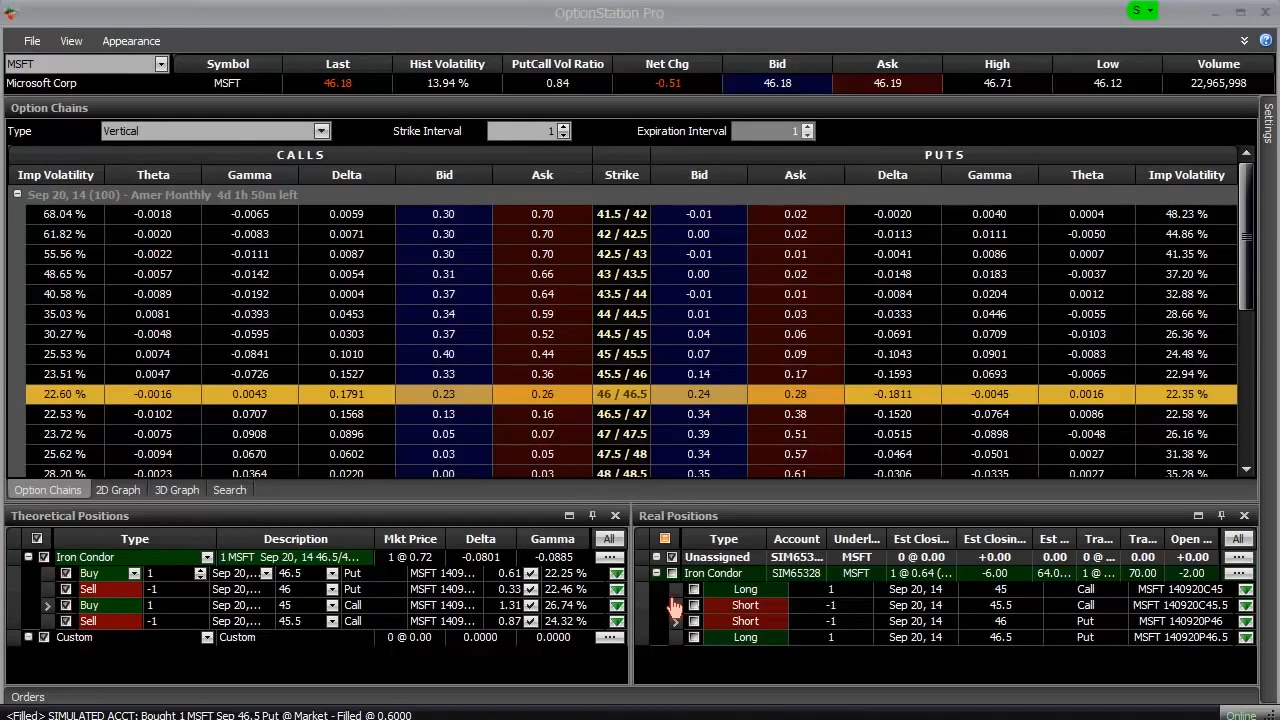 OptionStation Pro
S
File View Appearance
MSFT Symbol Last Hist Volatility PutCall Vol Ratio Net Chg Bid Ask High Low Volume
Microsoft Corp MSFT 46.18 13.94 % 0.84 -0.51 46.18 46.19 46.71 46.12 22,965,998
Option Chains
Settings
Type Vertical Strike Interval 1 Expiration Interval 1
CALLS PUTS
Imp Volatility Theta Gamma Delta Bid Ask Strike Bid Ask Delta Gamma Theta Imp Volatility
Sep 20, 14 (100) - Amer Monthly 4d 1h 50m left
68.04 % -0.0018 -0.0065 0.0059 0.30 0.70 41.5 / 42 -0.01 0.02 -0.0020 0.0040 0.0004 48.23 %
61.82 % -0.0020 -0.0083 0.0071 0.30 0.70 42 / 42.5 0.00 0.02 -0.0113 0.0111 -0.0050 44.86 %
55.56 % -0.0022 -0.0111 0.0087 0.30 0.70 42.5 / 43 -0.01 0.01 -0.0041 0.0086 0.0007 41.35 %
48.65 % -0.0057 -0.0142 0.0054 0.31 0.66 43 / 43.5 0.00 0.02 -0.0148 0.0183 -0.0056 37.20 %
40.58 % -0.0089 -0.0192 0.0004 0.37 0.64 43.5 / 44 -0.01 0.01 -0.0084 0.0204 0.0012 32.88 %
35.03 % 0.0081 -0.0393 0.0453 0.34 0.59 44 / 44.5 0.01 0.03 -0.0333 0.0446 -0.0055 28.66 %
30.27 % -0.0048 -0.0595 0.0303 0.37 0.52 44.5 / 45 0.04 0.06 -0.0691 0.0709 -0.0103 26.36 %
25.53 % 0.0074 -0.0841 0.1010 0.40 0.44 45 / 45.5 0.07 0.09 -0.1043 0.0901 -0.0083 24.48 %
23.51 % 0.0047 -0.0726 0.1527 0.33 0.36 45.5 / 46 0.14 0.17 -0.1593 0.0693 -0.0065 22.94 %
22.60 % -0.0016 0.0043 0.1791 0.23 0.26 46 / 46.5 0.24 0.28 -0.1811 -0.0045 0.0016 22.35 %
22.53 % -0.0102 0.0707 0.1568 0.13 0.16 46.5 / 47 0.34 0.38 -0.1520 -0.0764 0.0086 22.58 %
23.72 % -0.0075 0.0908 0.0896 0.05 0.07 47 / 47.5 0.39 0.51 -0.0515 -0.0898 -0.0048 26.16 %
25.62 % -0.0094 0.0670 0.0602 0.03 0.05 47.5 / 48 0.34 0.57 -0.0464 -0.0501 0.0027 31.38 %
28.20 % -0.0023 0.0364 0.0220 0.00 0.03 48 / 48.5 0.35 0.61 -0.0306 -0.0335 0.0027 35.28 %
Option Chains 2D Graph 3D Graph Search
Theoretical Positions
Type Description Mkt Price Delta Gamma All
Iron Condor 1 MSFT Sep 20, 14 46.5/4... 1 @ 0.72 -0.0801 -0.0885 ...
Buy 1 Sep 20,... 46.5 Put MSFT 1409... 0.61 22.25 %
Sell -1 Sep 20,... 46 Put MSFT 1409... 0.33 22.46 %
Buy 1 Sep 20,... 45 Call MSFT 1409... 1.31 26.74 %
Sell -1 Sep 20,... 45.5 Call MSFT 1409... 0.87 24.32 %
Custom Custom 0 @ 0.00 0.0000 0.0000 ...
Real Positions
Type Account Underl... Est Closi... Est Closin... Est ... Tra... Tra... Open ... All
Unassigned SIM653... MSFT 0 @ 0.00 +0.00 0.00 0 @ ... 0.00 +0.00 ...
Iron Condor SIM65328 MSFT 1 @ 0.64 (... -6.00 64.0... 1 @ ... 70.00 -2.00 ...
Long 1 Sep 20, 14 45 Call MSFT 140920C45
Short -1 Sep 20, 14 45.5 Call MSFT 140920C45.5
Short -1 Sep 20, 14 46 Put MSFT 140920P46
Long 1 Sep 20, 14 46.5 Put MSFT 140920P46.5
Orders
<Filled> SIMULATED ACCT: Bought 1 MSFT Sep 46.5 Put @ Market - Filled @ 0.6000
Online